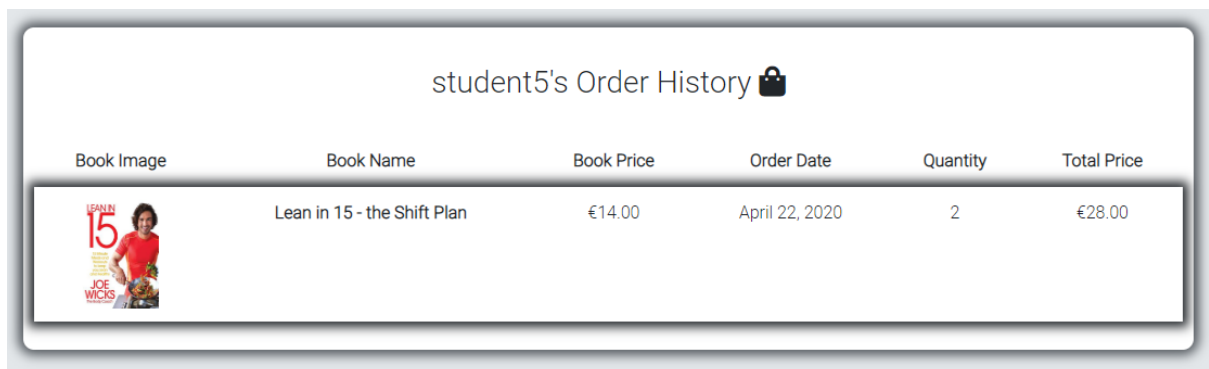 student5's Order History
Book Image Book Name Book Price Order Date Quantity Total Price
LEAN IN
15
JOE
WICKS
Lean in 15 - the Shift Plan €14.00 April 22, 2020 2 €28.00